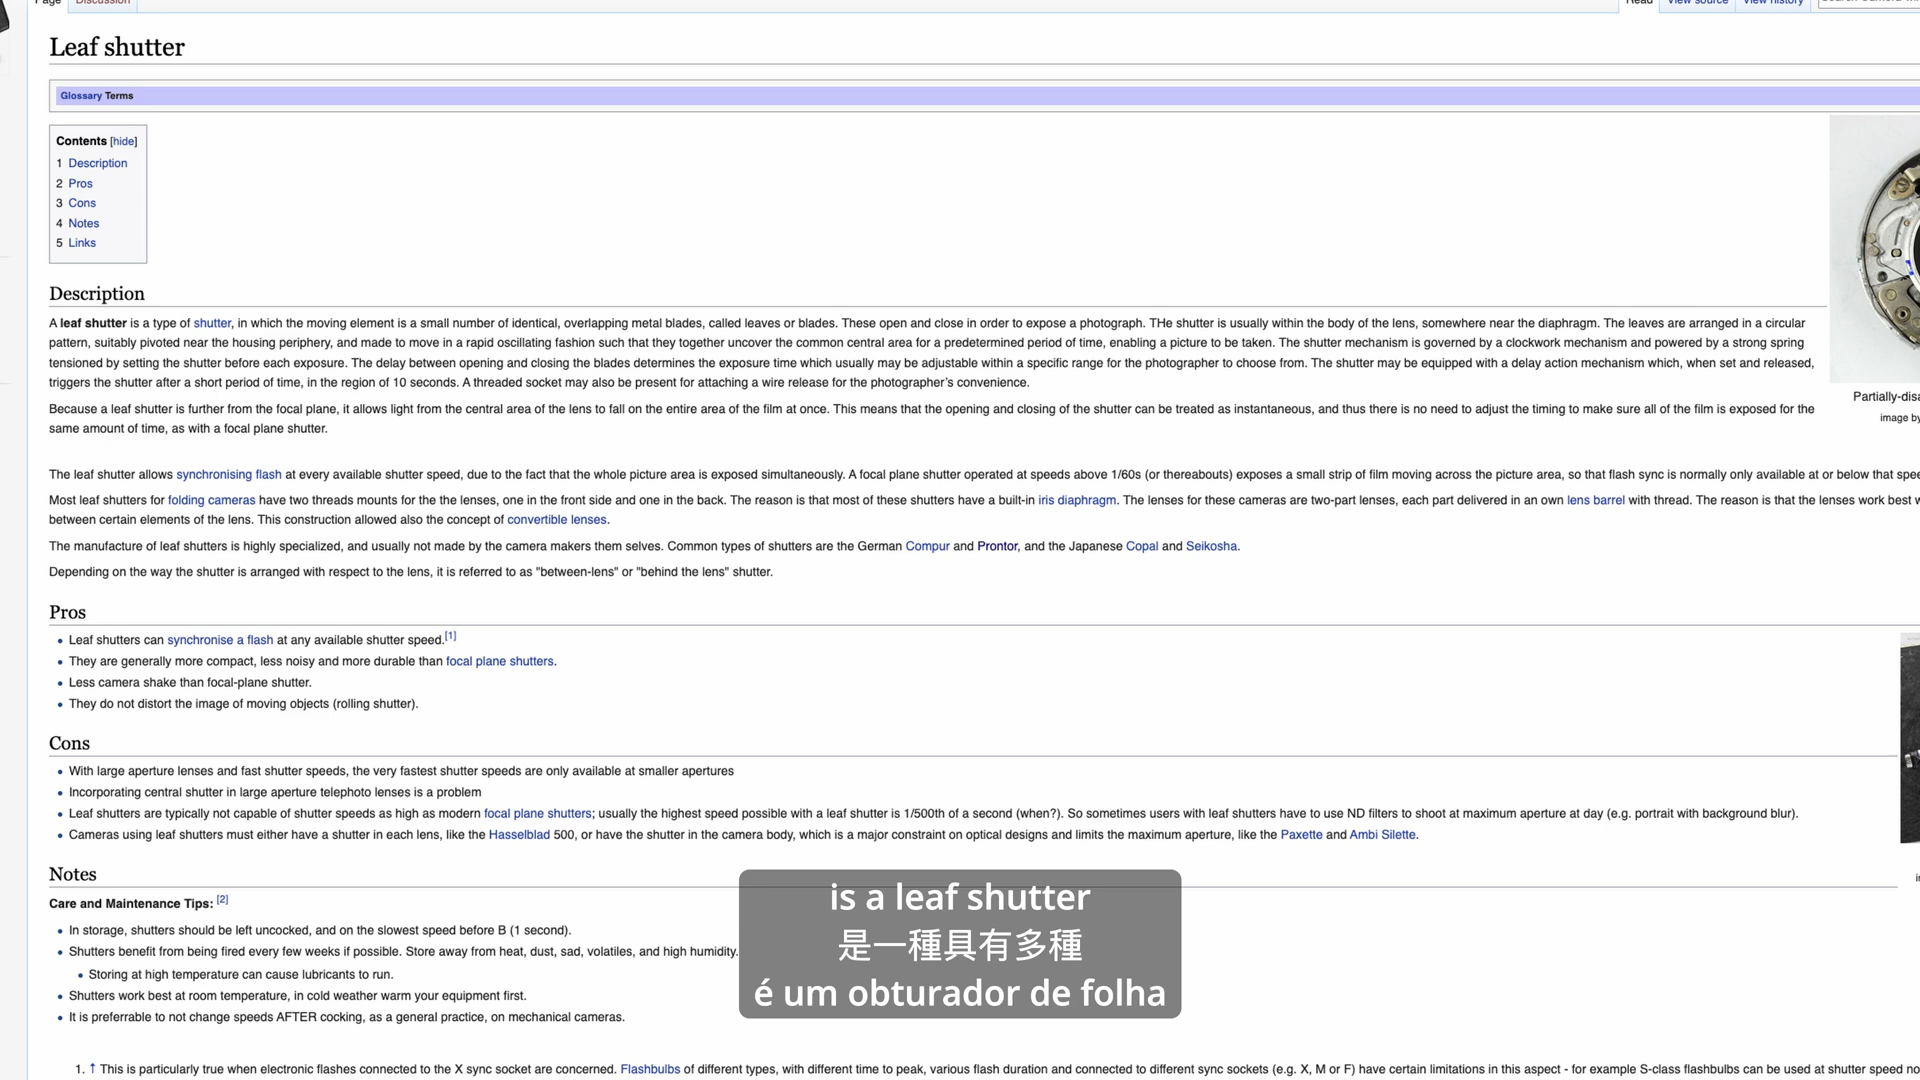 Page Discussion Read View source View history
Leaf shutter
Glossary Terms
Contents [hide]
1 Description
2 Pros
3 Cons
4 Notes
5 Links
Description
A leaf shutter is a type of shutter, in which the moving element is a small number of identical, overlapping metal blades, called leaves or blades. These open and close in order to expose a photograph. THe shutter is usually within the body of the lens, somewhere near the diaphragm. The leaves are arranged in a circular
pattern, suitably pivoted near the housing periphery, and made to move in a rapid oscillating fashion such that they together uncover the common central area for a predetermined period of time, enabling a picture to be taken. The shutter mechanism is governed by a clockwork mechanism and powered by a strong spring
tensioned by setting the shutter before each exposure. The delay between opening and closing the blades determines the exposure time which usually may be adjustable within a specific range for the photographer to choose from. The shutter may be equipped with a delay action mechanism which, when set and released,
triggers the shutter after a short period of time, in the region of 10 seconds. A threaded socket may also be present for attaching a wire release for the photographer's convenience.
Partially-disa
image by
Because a leaf shutter is further from the focal plane, it allows light from the central area of the lens to fall on the entire area of the film at once. This means that the opening and closing of the shutter can be treated as instantaneous, and thus there is no need to adjust the timing to make sure all of the film is exposed for the
same amount of time, as with a focal plane shutter.
The leaf shutter allows synchronising flash at every available shutter speed, due to the fact that the whole picture area is exposed simultaneously. A focal plane shutter operated at speeds above 1/60s (or thereabouts) exposes a small strip of film moving across the picture area, so that flash sync is normally only available at or below that spee
Most leaf shutters for folding cameras have two threads mounts for the the lenses, one in the front side and one in the back. The reason is that most of these shutters have a built-in iris diaphragm. The lenses for these cameras are two-part lenses, each part delivered in an own lens barrel with thread. The reason is that the lenses work best w
between certain elements of the lens. This construction allowed also the concept of convertible lenses.
The manufacture of leaf shutters is highly specialized, and usually not made by the camera makers them selves. Common types of shutters are the German Compur and Prontor, and the Japanese Copal and Seikosha.
Depending on the way the shutter is arranged with respect to the lens, it is referred to as "between-lens" or "behind the lens" shutter.
Pros
• Leaf shutters can synchronise a flash at any available shutter speed.[1]
• They are generally more compact, less noisy and more durable than focal plane shutters.
• Less camera shake than focal-plane shutter.
• They do not distort the image of moving objects (rolling shutter).
Cons
• With large aperture lenses and fast shutter speeds, the very fastest shutter speeds are only available at smaller apertures
• Incorporating central shutter in large aperture telephoto lenses is a problem
• Leaf shutters are typically not capable of shutter speeds as high as modern focal plane shutters; usually the highest speed possible with a leaf shutter is 1/500th of a second (when?). So sometimes users with leaf shutters have to use ND filters to shoot at maximum aperture at day (e.g. portrait with background blur).
• Cameras using leaf shutters must either have a shutter in each lens, like the Hasselblad 500, or have the shutter in the camera body, which is a major constraint on optical designs and limits the maximum aperture, like the Paxette and Ambi Silette.
Notes
Care and Maintenance Tips: [2]
• In storage, shutters should be left uncocked, and on the slowest speed before B (1 second).
• Shutters benefit from being fired every few weeks if possible. Store away from heat, dust, sad, volatiles, and high humidity.
• Storing at high temperature can cause lubricants to run.
• Shutters work best at room temperature, in cold weather warm your equipment first.
• It is preferrable to not change speeds AFTER cocking, as a general practice, on mechanical cameras.
is a leaf shutter
是一種具有多種
é um obturador de folha
1. ↑ This is particularly true when electronic flashes connected to the X sync socket are concerned. Flashbulbs of different types, with different time to peak, various flash duration and connected to different sync sockets (e.g. X, M or F) have certain limitations in this aspect - for example S-class flashbulbs can be used at shutter speed no